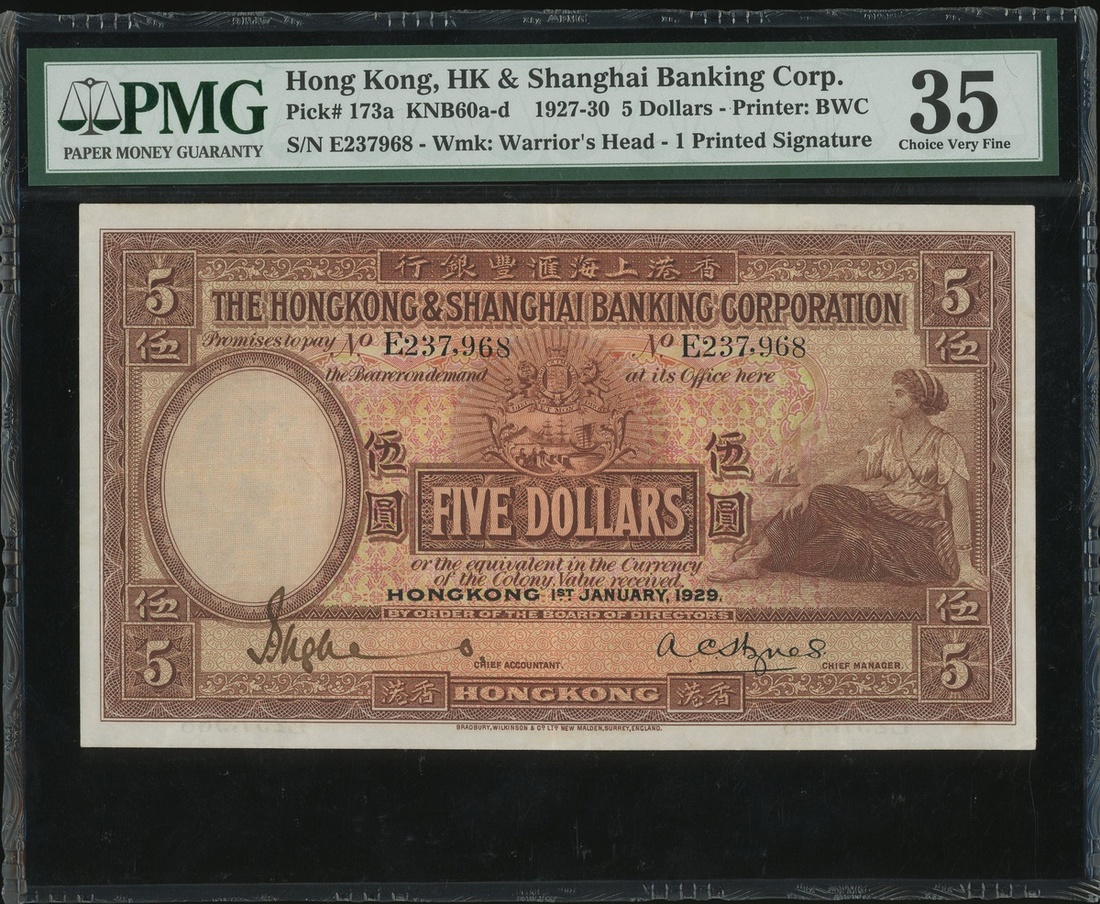 PMG
PAPER MONEY GUARANTY
Hong Kong, HK & Shanghai Banking Corp.
Pick# 173a KNB60a-d 1927-30 5 Dollars - Printer: BWC
S/N E237968 - Wmk: Warrior's Head - 1 Printed Signature
35
Choice Very Fine
5 行銀豐滙海上港香 5
THE HONGKONG & SHANGHAI BANKING CORPORATION
伍 Promises to pay No E237,968 No E237,968 伍
the Bearer on demand at its Office here
伍圓 FIVE DOLLARS 伍圓
or the equivalent in the Currency
of the Colony, Value received.
HONGKONG 1ST JANUARY, 1929.
伍 BY ORDER OF THE BOARD OF DIRECTORS 伍
A. C. Hynes
5 CHIEF ACCOUNTANT. CHIEF MANAGER. 5
港香 HONGKONG 港香
BRADBURY, WILKINSON & Co LTD NEW MALDEN, SURREY, ENGLAND.